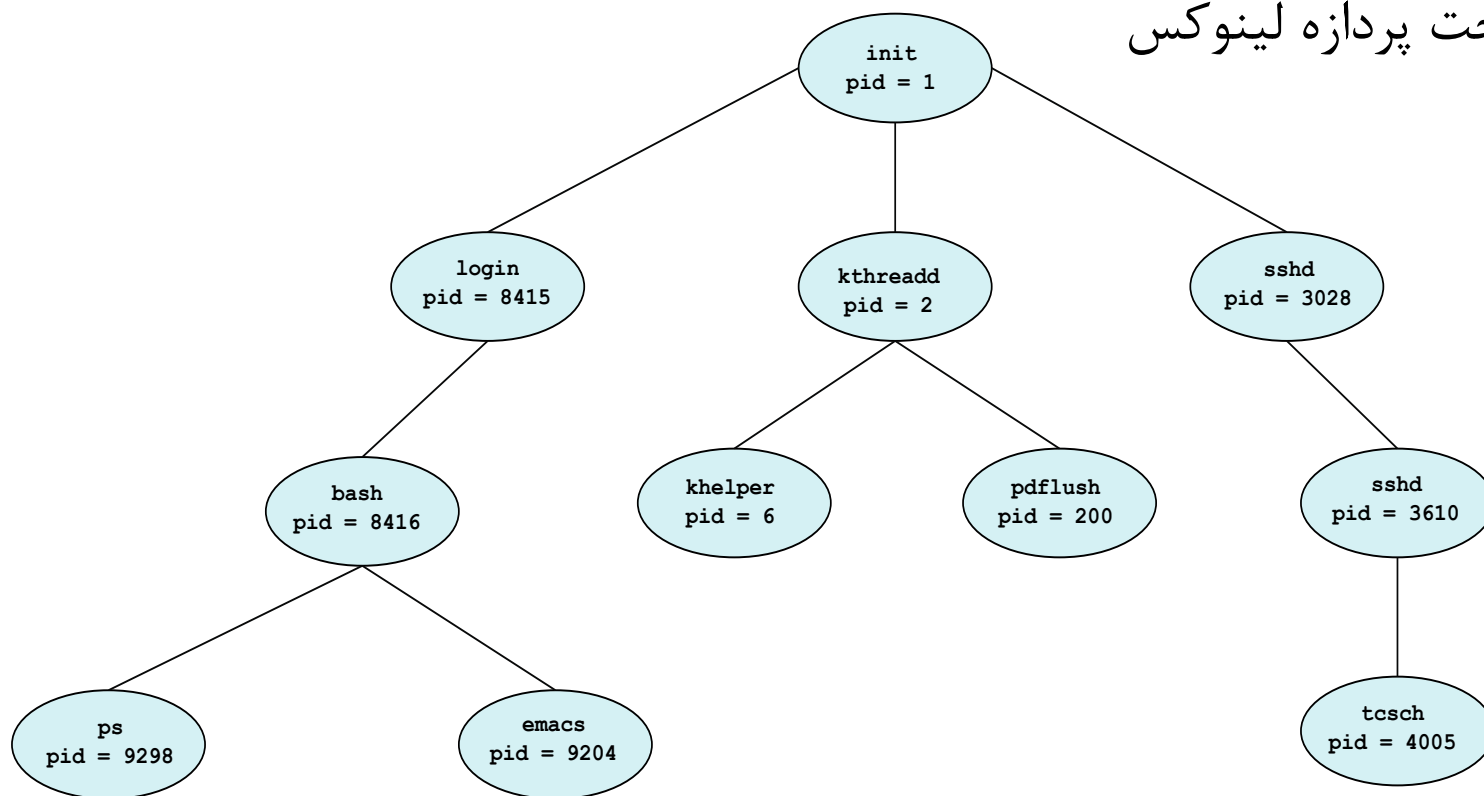 پردازه لینوکس
init
pid = 1
login
pid = 8415
kthreadd
pid = 2
sshd
pid = 3028
bash
pid = 8416
khelper
pid = 6
pdflush
pid = 200
sshd
pid = 3610
ps
pid = 9298
emacs
pid = 9204
tcsch
pid = 4005